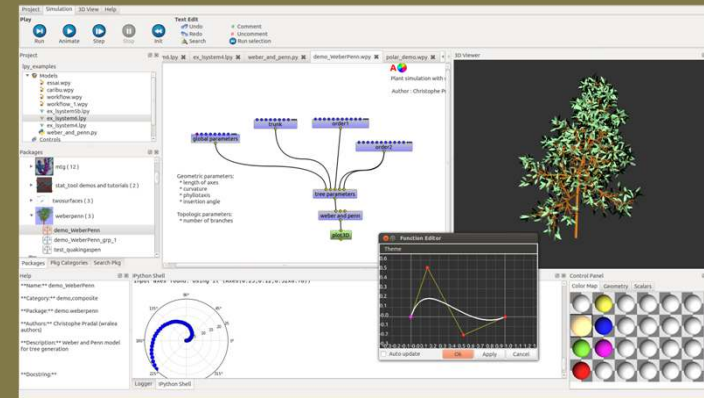 Project Simulation 3D View Help
Play
Run
Animate
Step
Stop
Init
Text Edit
Undo
Redo
Search
Comment
Uncomment
Run selection
Project
lpy_examples
Models
essai.wpy
caribu.wpy
workflow.wpy
workflow_1.wpy
ex_lsystem5b.lpy
ex_lsystem6.lpy
ex_lsystem4.lpy
weber_and_penn.py
Controls
Packages
mtg ( 12 )
stat_tool demos and tutorials ( 2 )
teosurfaces ( 3 )
weberpenn ( 3 )
demo_WeberPenn
demo_WeberPenn_grp_1
test_quakingaspen
Packages Pkg Categories Search Pkg
ex_lsystem4.lpy
weber_and_penn.py
demo_WeberPenn.wpy
polar_demo.wpy
Plant simulation with
Author : Christophe
global parameters
trunk
order1
order2
Geometric parameters:
* length of axes
* curvature
* phyllotaxis
* insertion angle
Topologic parameters:
* number of branches
tree parameters
weber and penn
plot3D
3D Viewer
Function Editor
Theme
Auto update
Ok
Apply
Cancel
Help
**Name:** demo_WeberPenn
**Category:** demo,composite
**Package:** demo.weberpenn
**Authors:** Christophe Pradal (wralea
authors)
**Description:** Weber and Penn model
for tree generation
**Docstring:**
IPython Shell
90°
Logger IPython Shell
Control Panel
Color Map Geometry Scalars